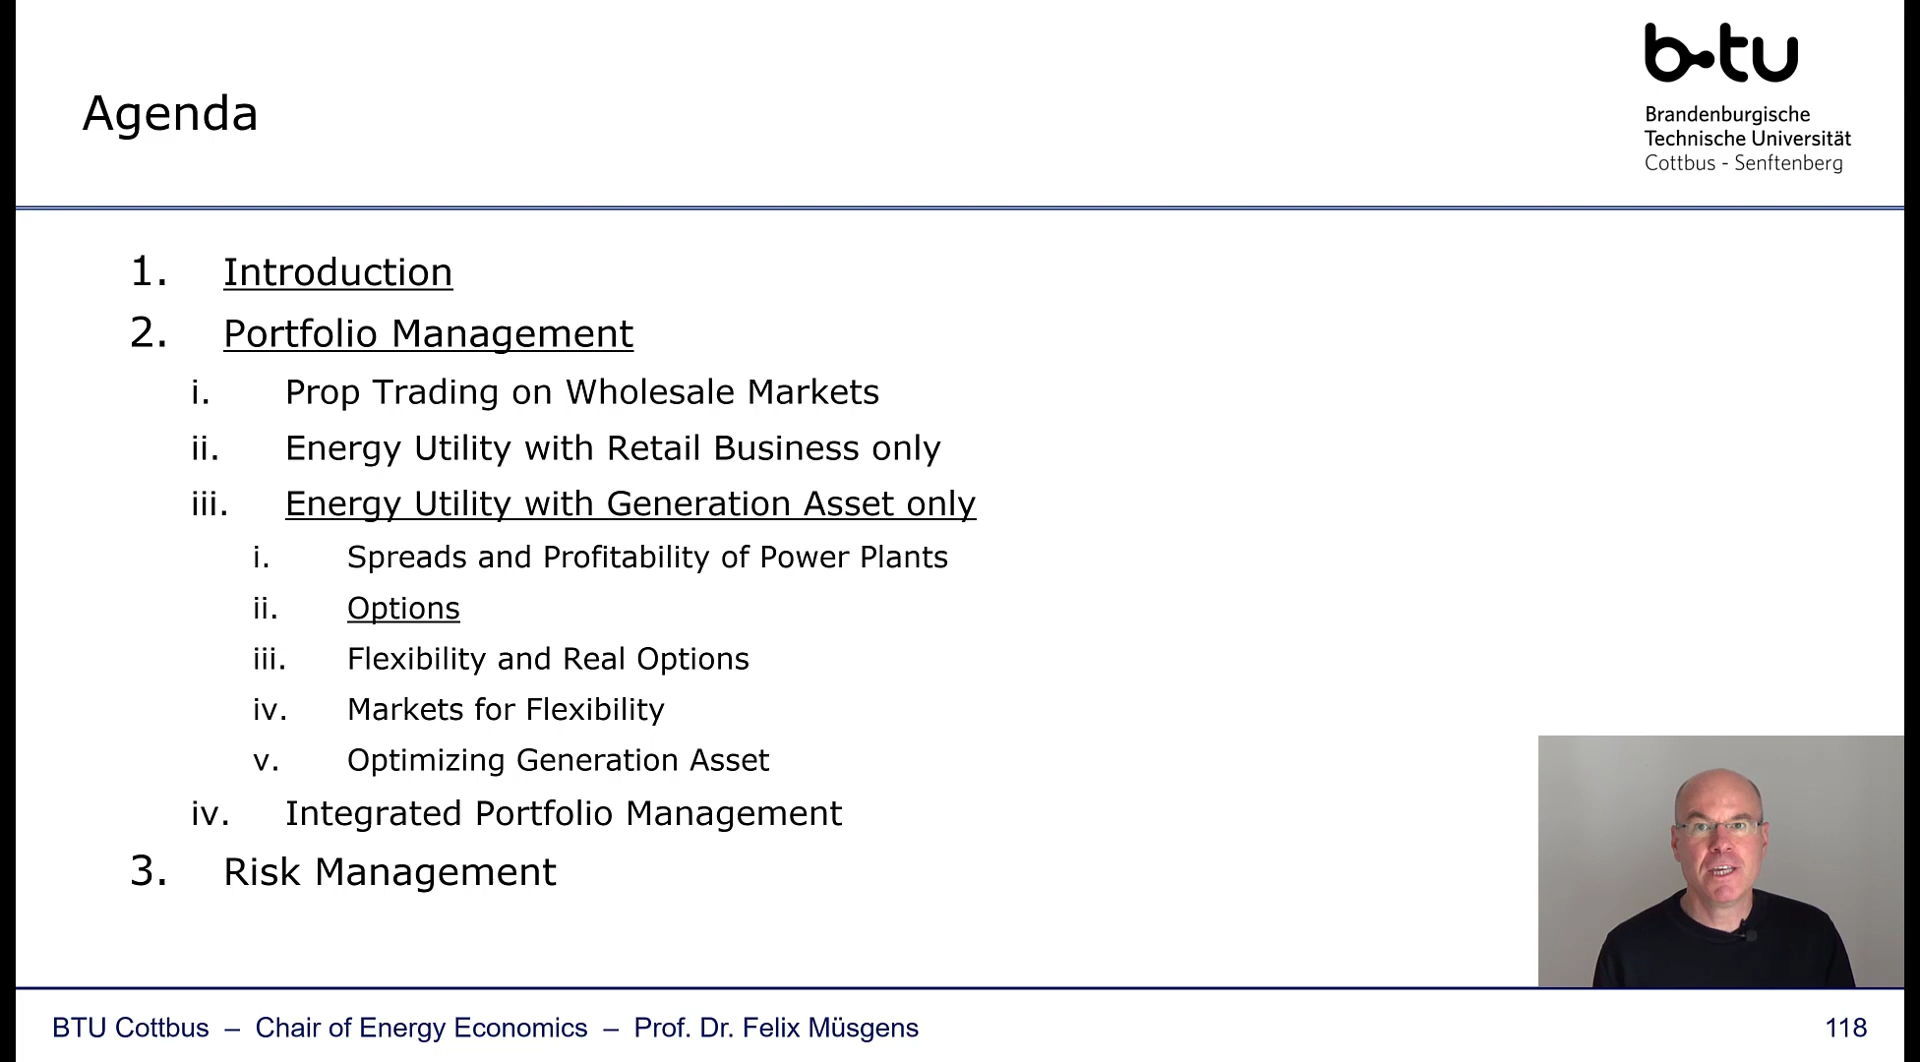 b-tu
Brandenburgische
Technische Universität
Cottbus - Senftenberg
Agenda
1. Introduction
2. Portfolio Management
i. Prop Trading on Wholesale Markets
ii. Energy Utility with Retail Business only
iii. Energy Utility with Generation Asset only
i. Spreads and Profitability of Power Plants
ii. Options
iii. Flexibility and Real Options
iv. Markets for Flexibility
v. Optimizing Generation Asset
iv. Integrated Portfolio Management
3. Risk Management
BTU Cottbus – Chair of Energy Economics – Prof. Dr. Felix Müsgens
118